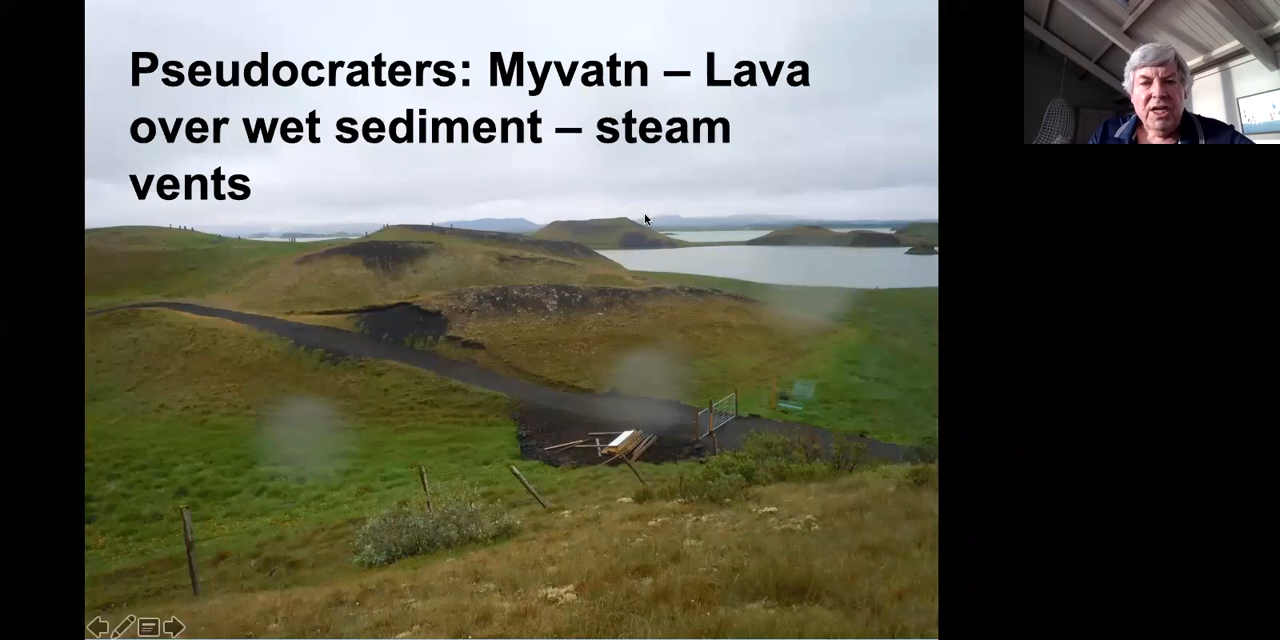 Pseudocraters: Myvatn – Lava
over wet sediment – steam
vents